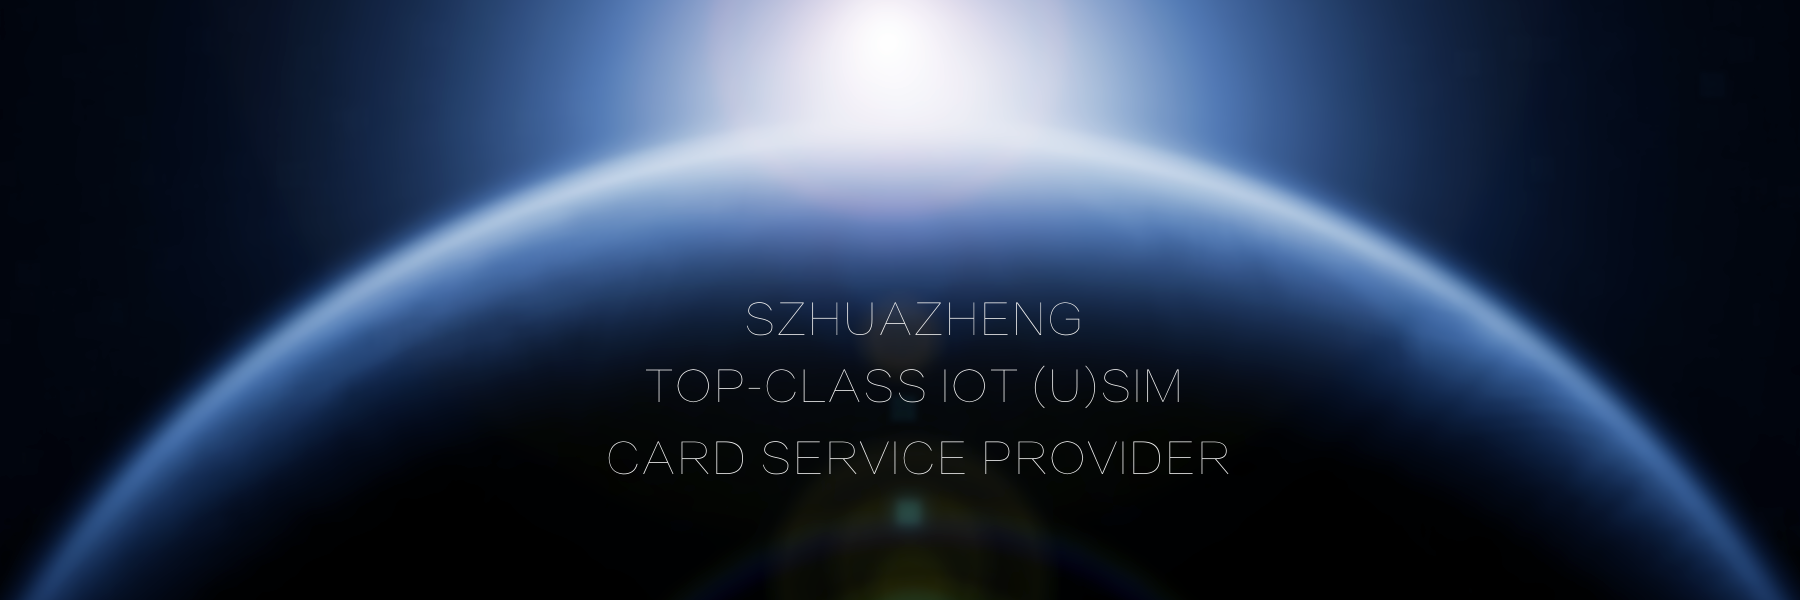 SZHUAZHENG
TOP-CLASS IOT (U)SIM
CARD SERVICE PROVIDER